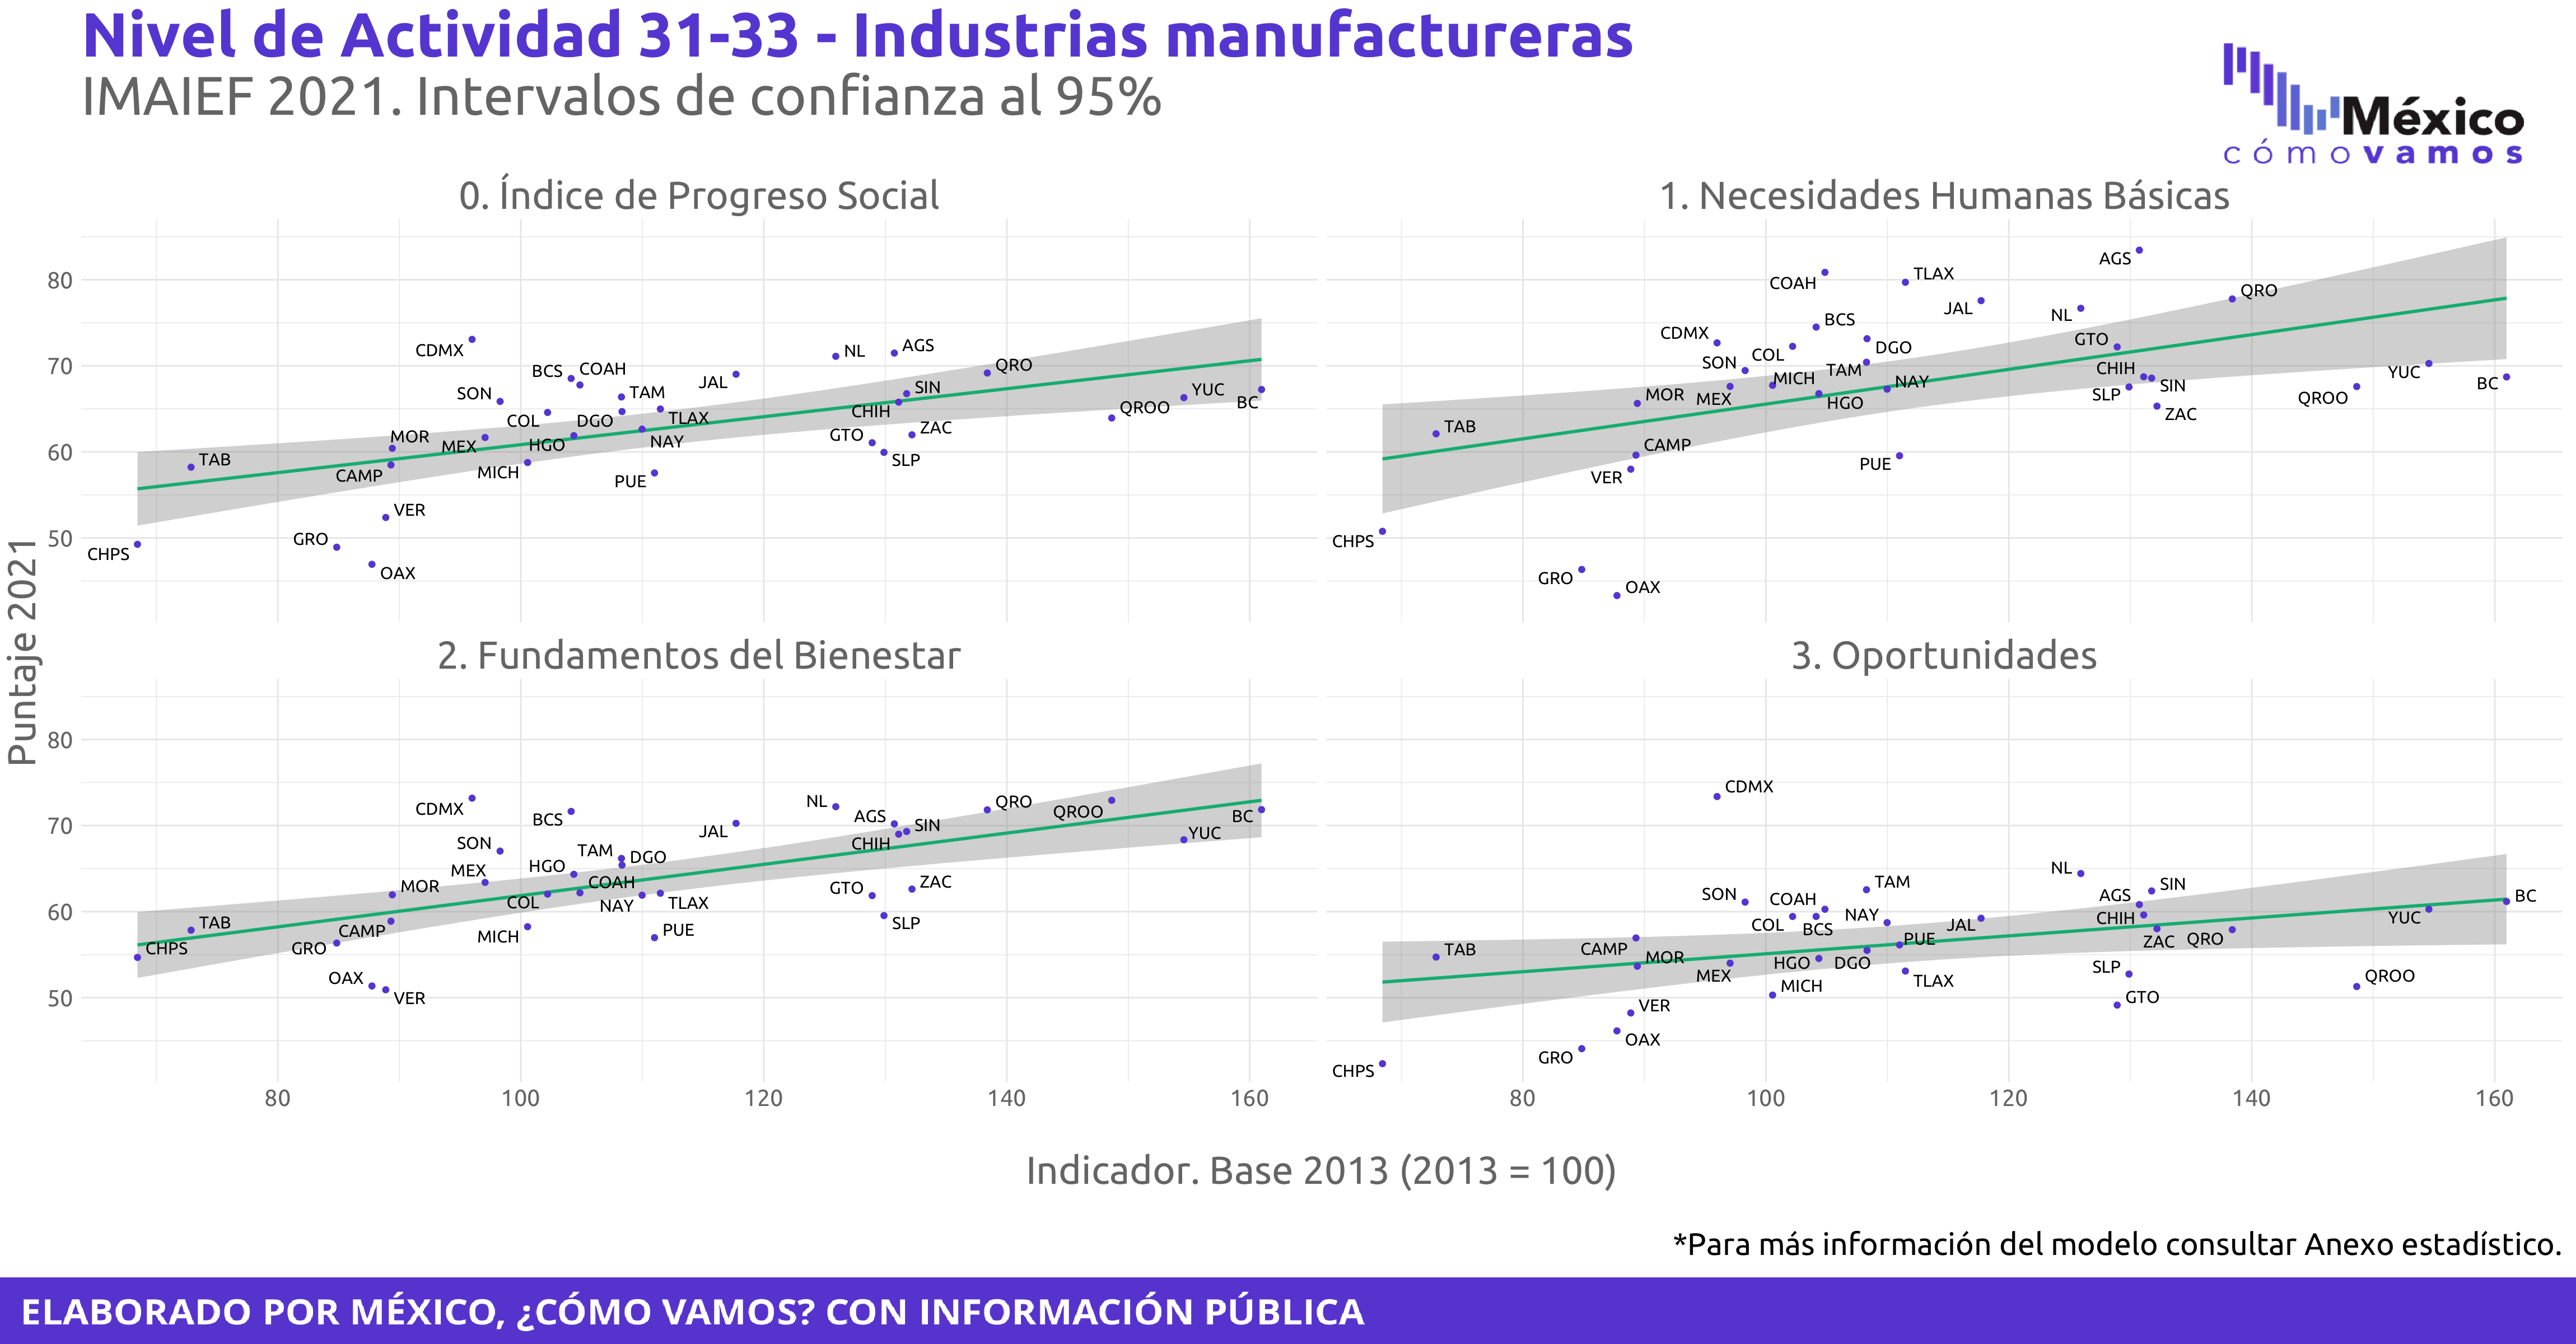 Nivel de Actividad 31-33 - Industrias manufactureras
IMAIEF 2021. Intervalos de confianza al 95%
México
cómo vamos
0. Índice de Progreso Social
1. Necesidades Humanas Básicas
80
70
60
50
CDMX
BCS
COAH
SON
COL
DGO
TAM
TLAX
JAL
NL
AGS
SIN
CHIH
QRO
YUC
BC
QROO
ZAC
GTO
SLP
MOR
MEX
HGO
NAY
TAB
CAMP
MICH
PUE
VER
GRO
OAX
CHPS
AGS
COAH
TLAX
QRO
JAL
NL
BCS
CDMX
GTO
DGO
COL
SON
TAM
CHIH
YUC
MICH
NAY
SIN
BC
SLP
QROO
MOR
MEX
HGO
ZAC
TAB
CAMP
PUE
VER
CHPS
GRO
OAX
Puntaje 2021
2. Fundamentos del Bienestar
3. Oportunidades
80
70
60
50
CDMX
BCS
NL
QRO
QROO
JAL
AGS
SIN
BC
YUC
SON
CHIH
TAM
DGO
HGO
MEX
COAH
MOR
GTO
ZAC
COL
NAY
TLAX
TAB
SLP
CAMP
MICH
PUE
CHPS
GRO
OAX
VER
CDMX
NL
TAM
SIN
SON
COAH
AGS
BC
NAY
CHIH
YUC
COL
BCS
JAL
PUE
ZAC
QRO
CAMP
TAB
MOR
HGO
DGO
SLP
MEX
TLAX
QROO
MICH
GTO
VER
OAX
GRO
CHPS
80
100
120
140
160
80
100
120
140
160
Indicador. Base 2013 (2013 = 100)
*Para más información del modelo consultar Anexo estadístico.
ELABORADO POR MÉXICO, ¿CÓMO VAMOS? CON INFORMACIÓN PÚBLICA